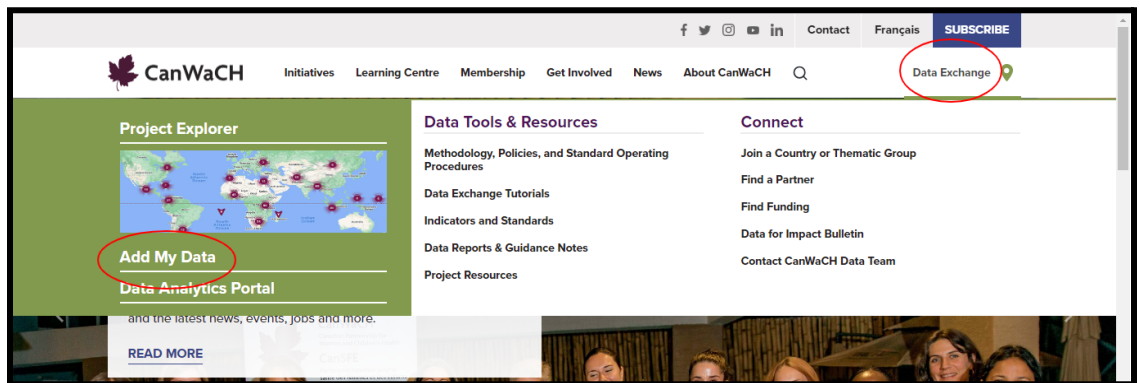 Contact Français SUBSCRIBE
CanWaCH Initiatives Learning Centre Membership Get Involved News About CanWaCH Data Exchange
Project Explorer
Add My Data
Data Analytics Portal
Data Tools & Resources
Methodology, Policies, and Standard Operating
Procedures
Data Exchange Tutorials
Indicators and Standards
Data Reports & Guidance Notes
Project Resources
Connect
Join a Country or Thematic Group
Find a Partner
Find Funding
Data for Impact Bulletin
Contact CanWaCH Data Team
and the latest news, events, jobs and more.
READ MORE